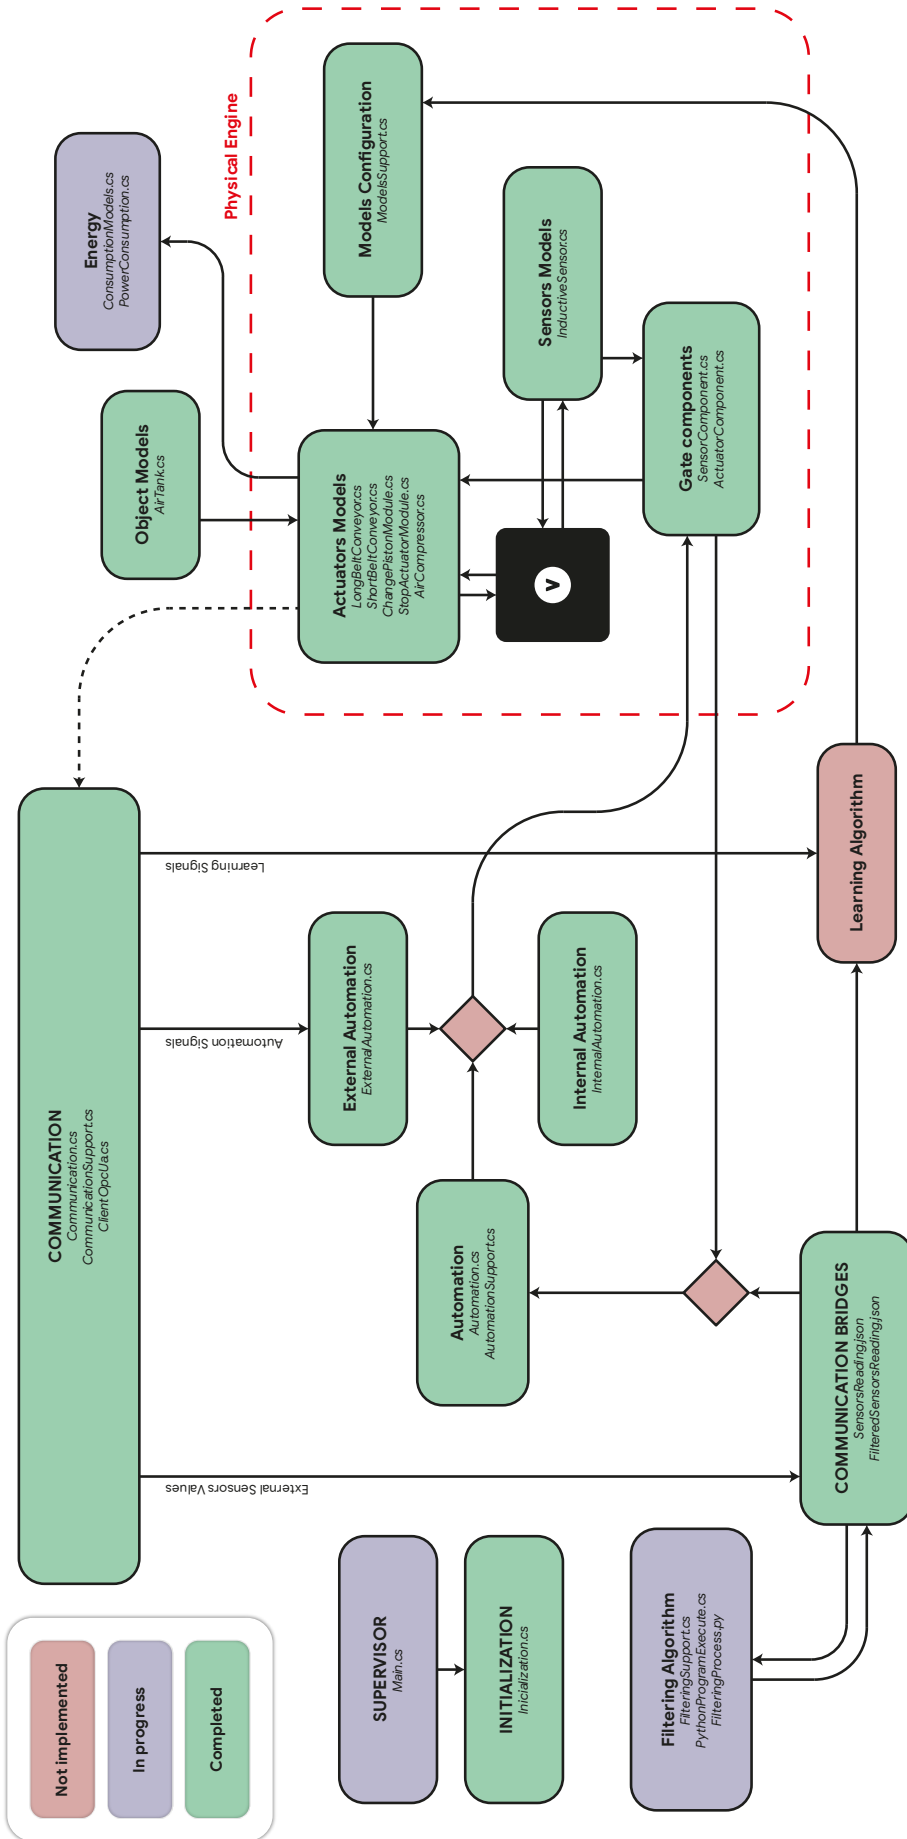 Not implemented
In progress
Completed
COMMUNICATION
Communication.cs
CommunicationSupport.cs
ClientOpcUa.cs
External Sensors Values
Automation Signals
Learning Signals
SUPERVISOR
Main.cs
INITIALIZATION
Inicialization.cs
Filtering Algorithm
FilteringSupport.cs
PythonProgramExecute.cs
FilteringProcess.py
COMMUNICATION BRIDGES
SensorsReading.json
FilteredSensorsReading.json
Automation
Automation.cs
AutomationSupport.cs
External Automation
ExternalAutomation.cs
Internal Automation
InternalAutomation.cs
Learning Algorithm
Physical Engine
Object Models
AirTank.cs
Energy
ConsumptionModels.cs
PowerConsumption.cs
Actuators Models
LongBeltConveyor.cs
ShortBeltConveyor.cs
ChangePistonModule.cs
StopActuatorModule.cs
AirCompressor.cs
Models Configuration
ModelsSupport.cs
V
Sensors Models
InductiveSensor.cs
Gate components
SensorComponent.cs
ActuatorComponent.cs